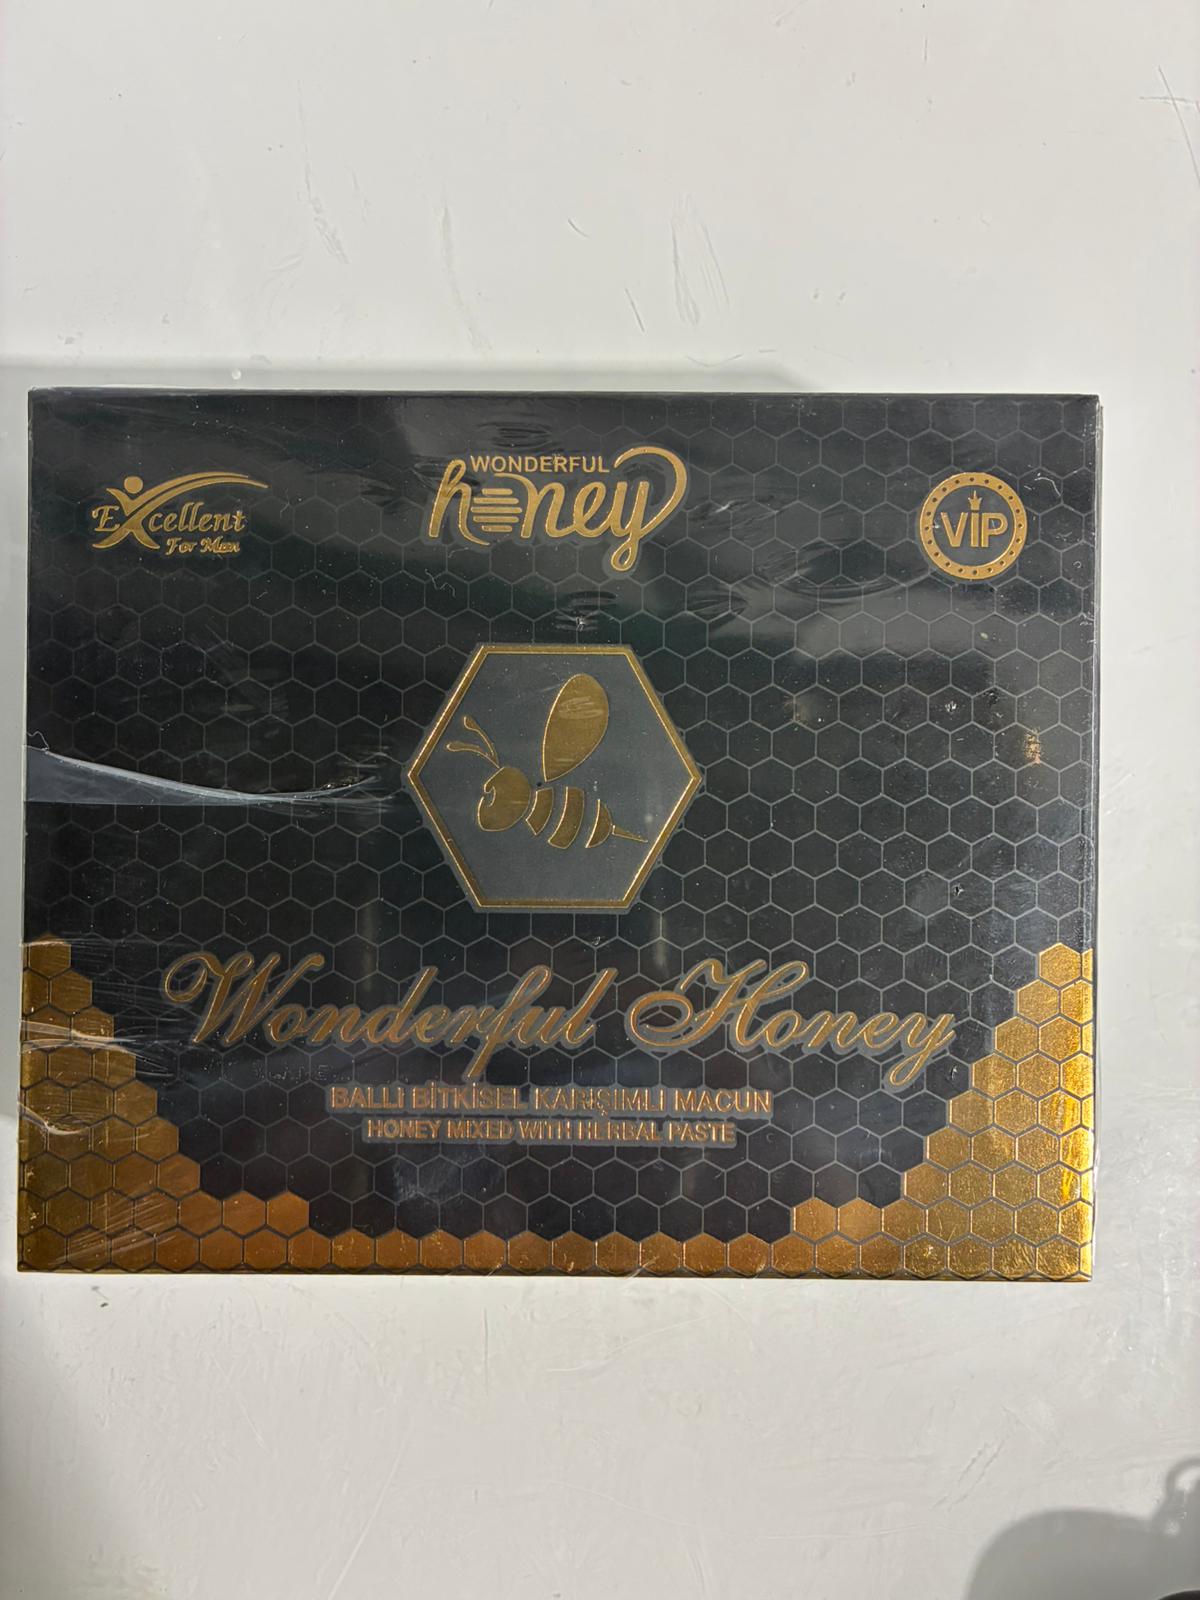 WONDERFUL
honey
Excellent
For Men
VIP
Wonderful Honey
BALLI BİTKİSEL KARIŞIMLI MACUN
HONEY MIXED WITH HERBAL PASTE